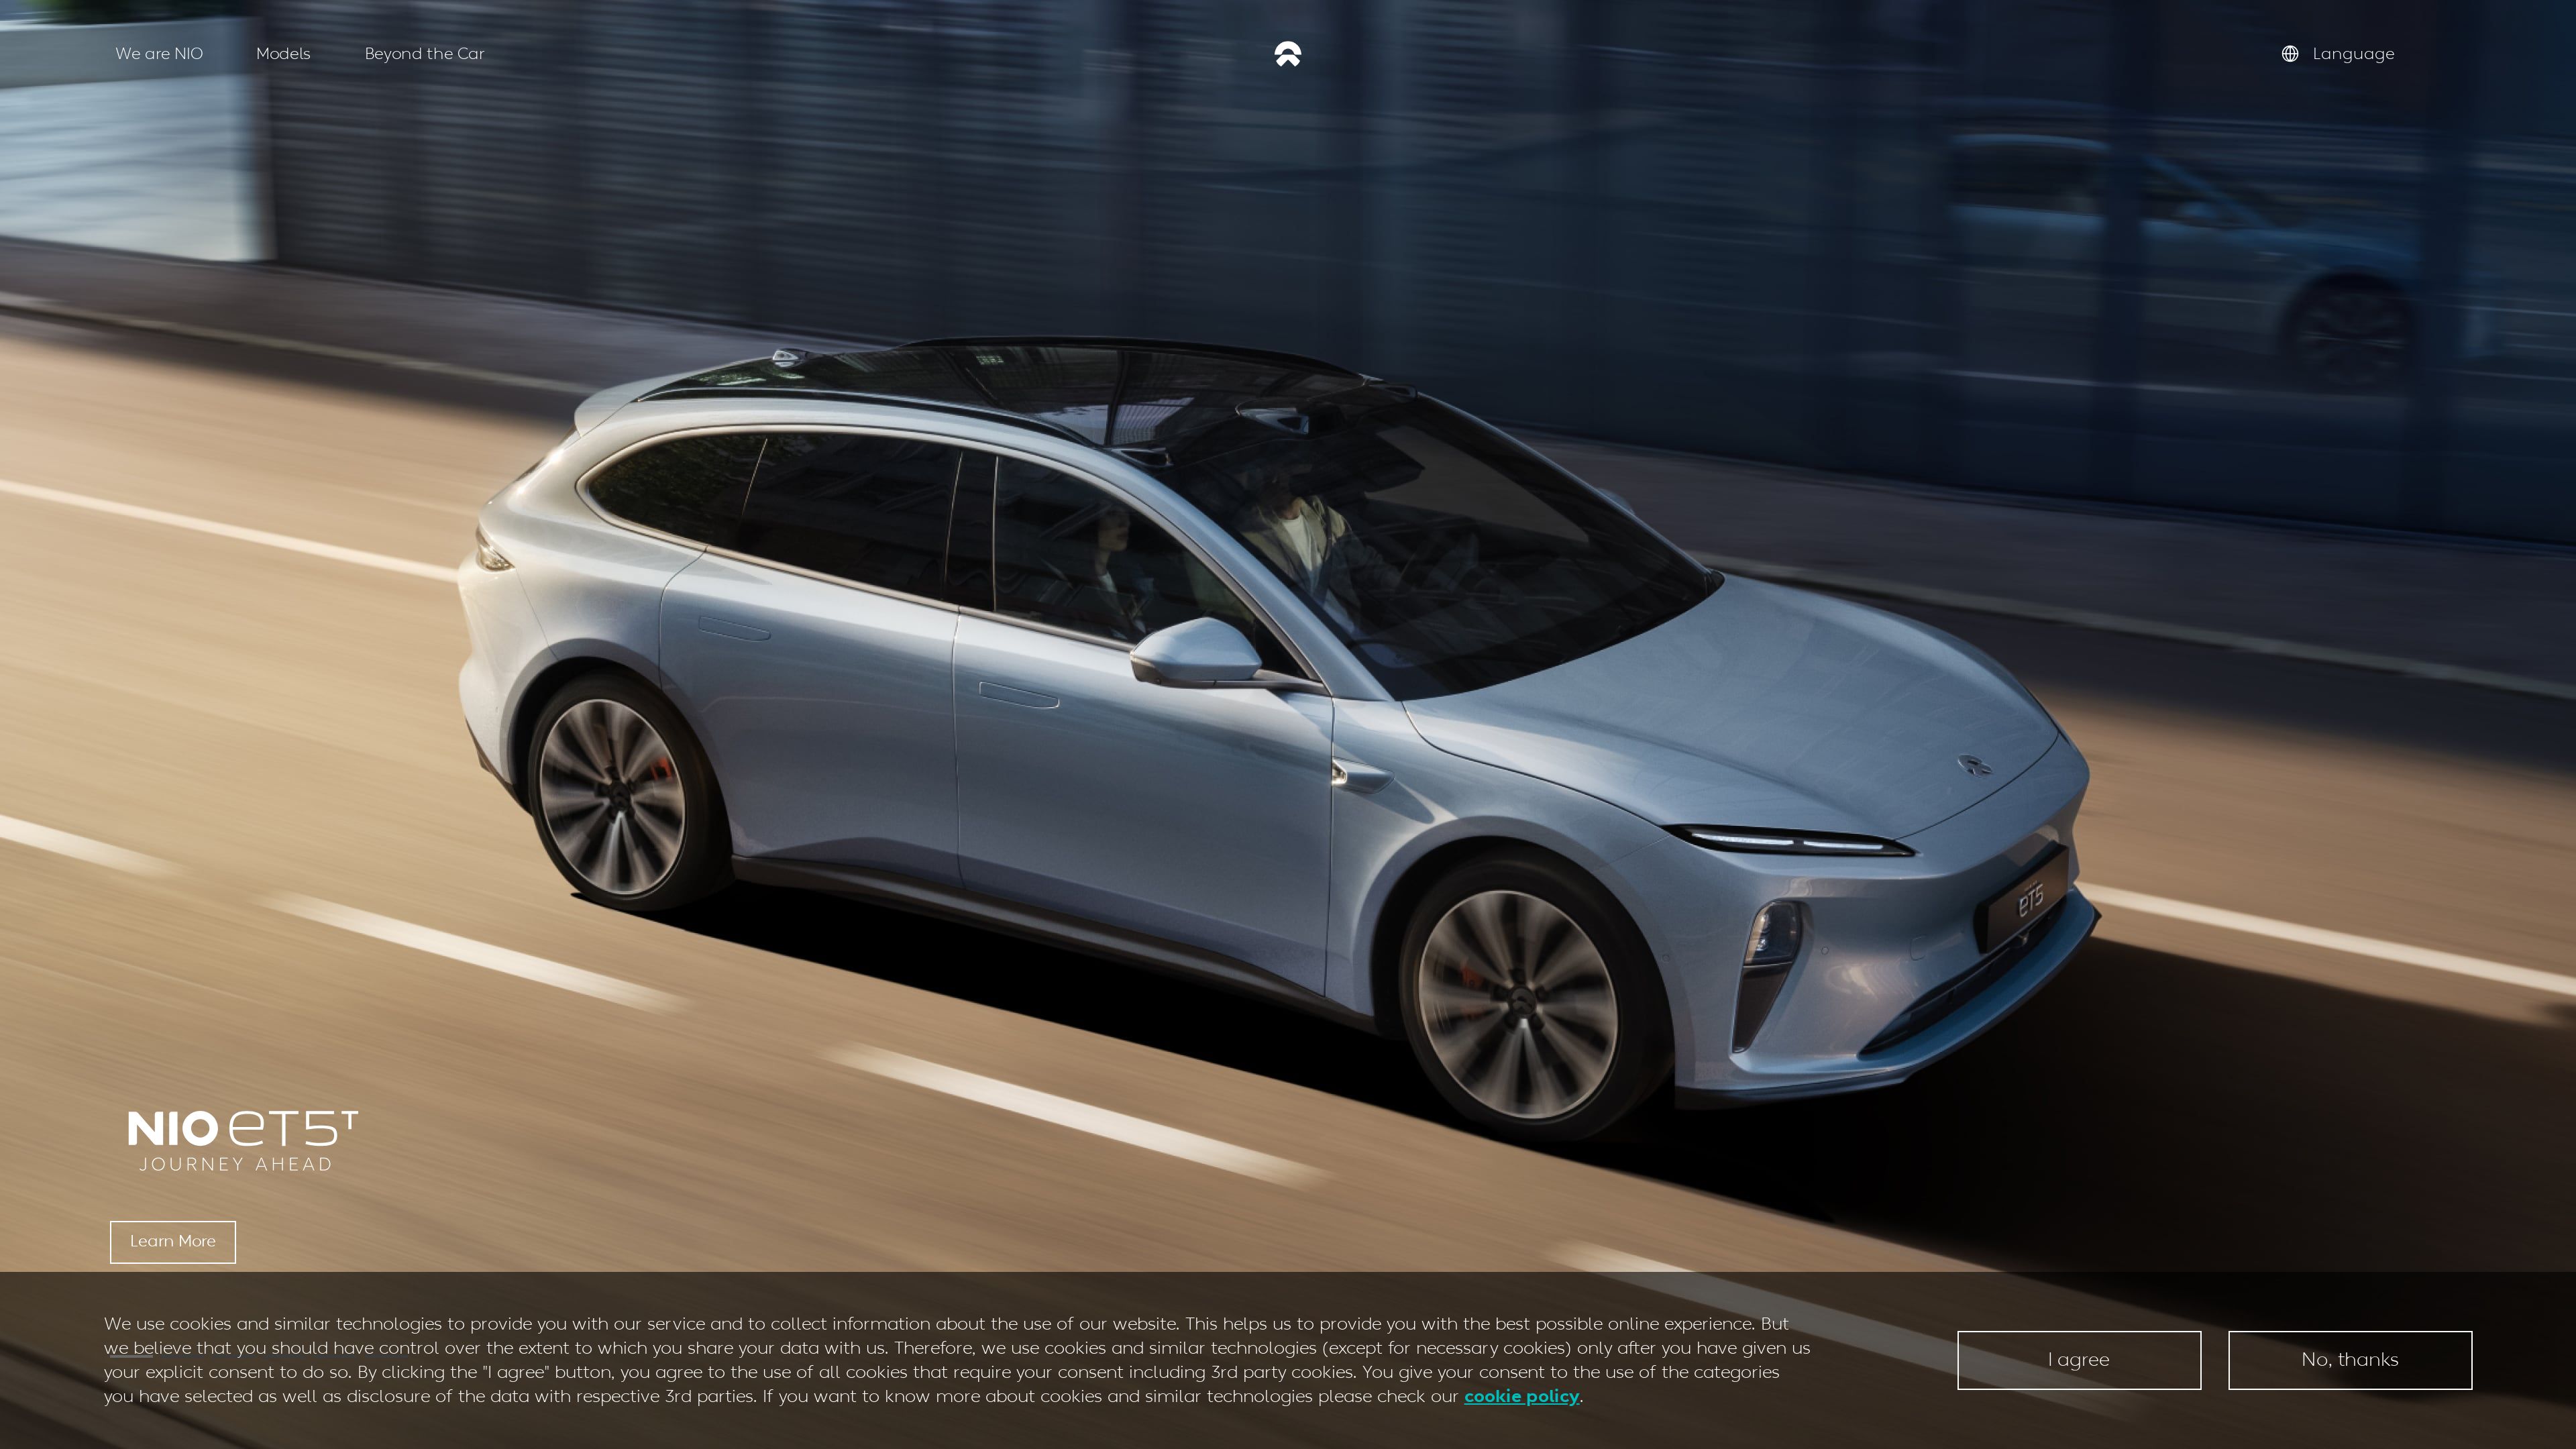 We are NIO
Models
Beyond the Car
Language
eT5
NIO eT5T
JOURNEY AHEAD
Learn More
We use cookies and similar technologies to provide you with our service and to collect information about the use of our website. This helps us to provide you with the best possible online experience. But
we believe that you should have control over the extent to which you share your data with us. Therefore, we use cookies and similar technologies (except for necessary cookies) only after you have given us
your explicit consent to do so. By clicking the "I agree" button, you agree to the use of all cookies that require your consent including 3rd party cookies. You give your consent to the use of the categories
you have selected as well as disclosure of the data with respective 3rd parties. If you want to know more about cookies and similar technologies please check our cookie policy.
I agree
No, thanks